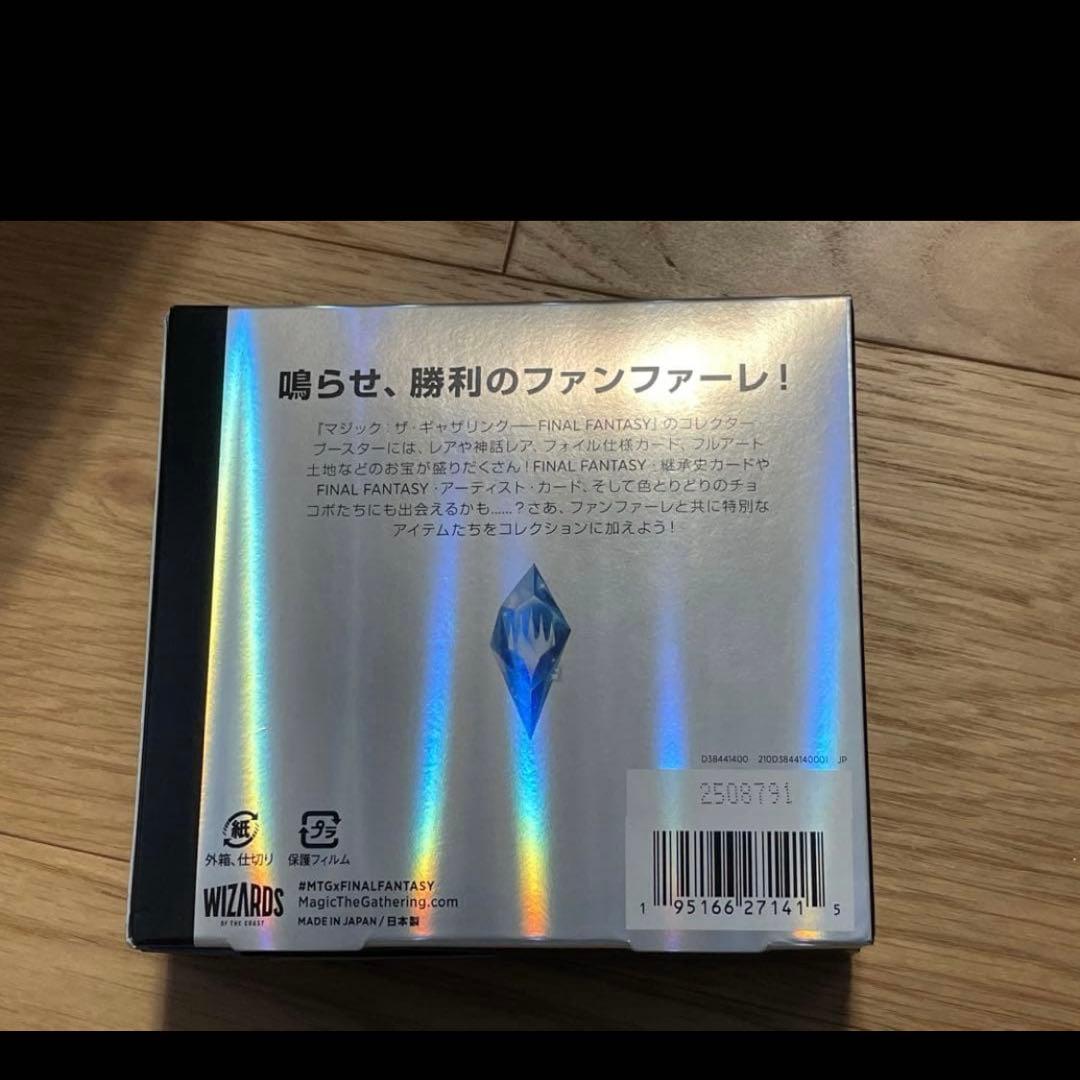 鳴らせ、勝利のファンファーレ！
『マジック：ザ・ギャザリング——FINAL FANTASY』のコレクター・
ブースターには、レアや神話レア、フォイル仕様カード、フルアート
土地などのお宝が盛りだくさん！FINAL FANTASY・継承史カードや
FINAL FANTASY・アーティスト・カード、そして色とりどりのチョ
コボたちにも出会えるかも……？さあ、ファンファーレと共に特別な
アイテムたちをコレクションに加えよう！
D38441400 210D3844140001 JP
2508791
1 95166 27141 5
紙
外箱、仕切り
プラ
保護フィルム
WIZARDS
OF THE COAST
#MTGxFINALFANTASY
MagicTheGathering.com
MADE IN JAPAN / 日本製